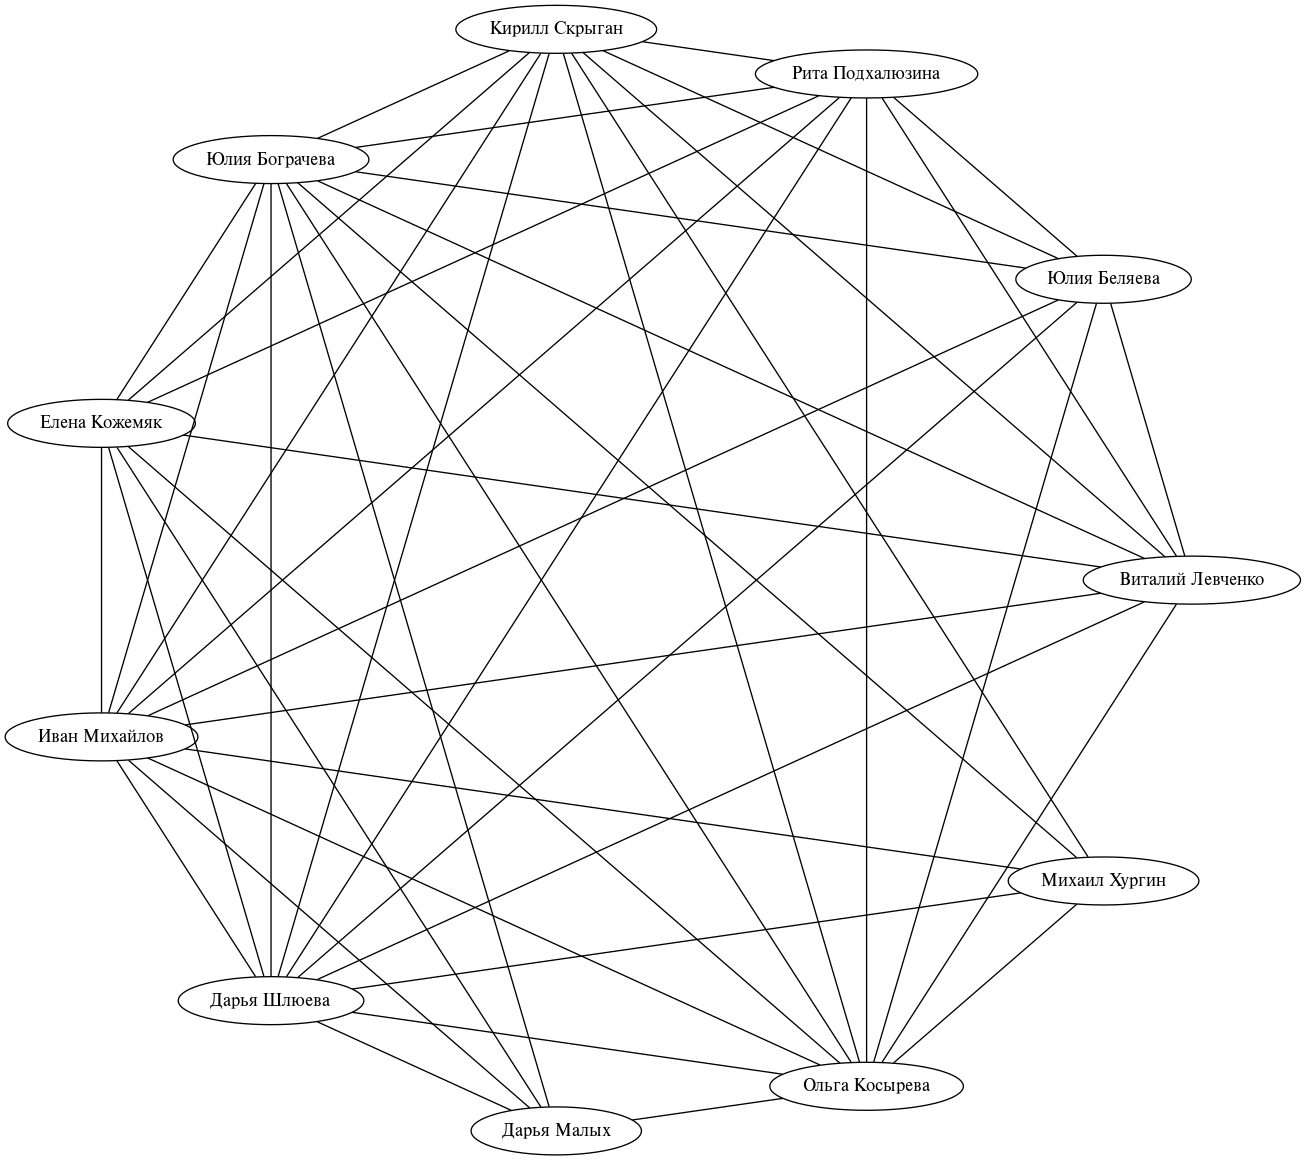 Кирилл Скрыган
Рита Подхалюзина
Юлия Бограчева
Юлия Беляева
Елена Кожемяк
Виталий Левченко
Иван Михайлов
Михаил Хургин
Дарья Шлюева
Ольга Косырева
Дарья Малых